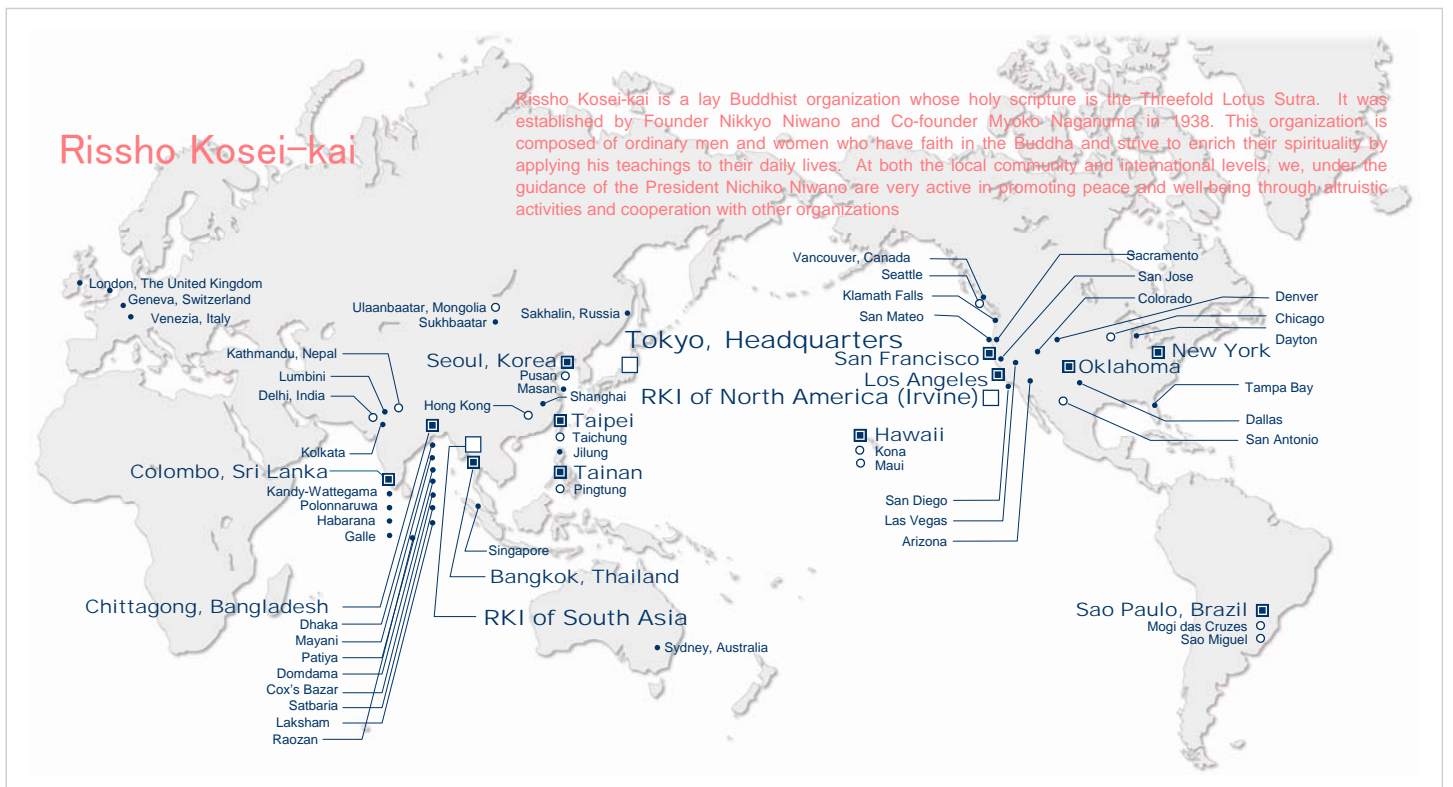 Rissho Kosei-kai
Rissho Kosei-kai is a lay Buddhist organization whose holy scripture is the Threefold Lotus Sutra. It was
established by Founder Nikkyo Niwano and Co-founder Myoko Naganuma in 1938. This organization is
composed of ordinary men and women who have faith in the Buddha and strive to enrich their spirituality by
applying his teachings to their daily lives. At both the local community and international levels, we, under the
guidance of the President Nichiko Niwano are very active in promoting peace and well-being through altruistic
activities and cooperation with other organizations
London, The United Kingdom
Geneva, Switzerland
Venezia, Italy
Ulaanbaatar, Mongolia
Sukhbaatar
Sakhalin, Russia
Tokyo, Headquarters
Seoul, Korea
Pusan
Masan
Shanghai
Hong Kong
Kathmandu, Nepal
Lumbini
Delhi, India
Kolkata
Taipei
Taichung
Jilung
Tainan
Pingtung
Colombo, Sri Lanka
Kandy-Wattegama
Polonnaruwa
Habarana
Galle
Singapore
Bangkok, Thailand
RKI of South Asia
Chittagong, Bangladesh
Dhaka
Mayani
Patiya
Domdama
Cox's Bazar
Satbaria
Laksham
Raozan
Sydney, Australia
Vancouver, Canada
Seattle
Klamath Falls
San Mateo
San Francisco
Los Angeles
RKI of North America (Irvine)
Hawaii
Kona
Maui
San Diego
Las Vegas
Arizona
Sacramento
San Jose
Colorado
Denver
Chicago
Dayton
New York
Oklahoma
Tampa Bay
Dallas
San Antonio
Sao Paulo, Brazil
Mogi das Cruzes
Sao Miguel